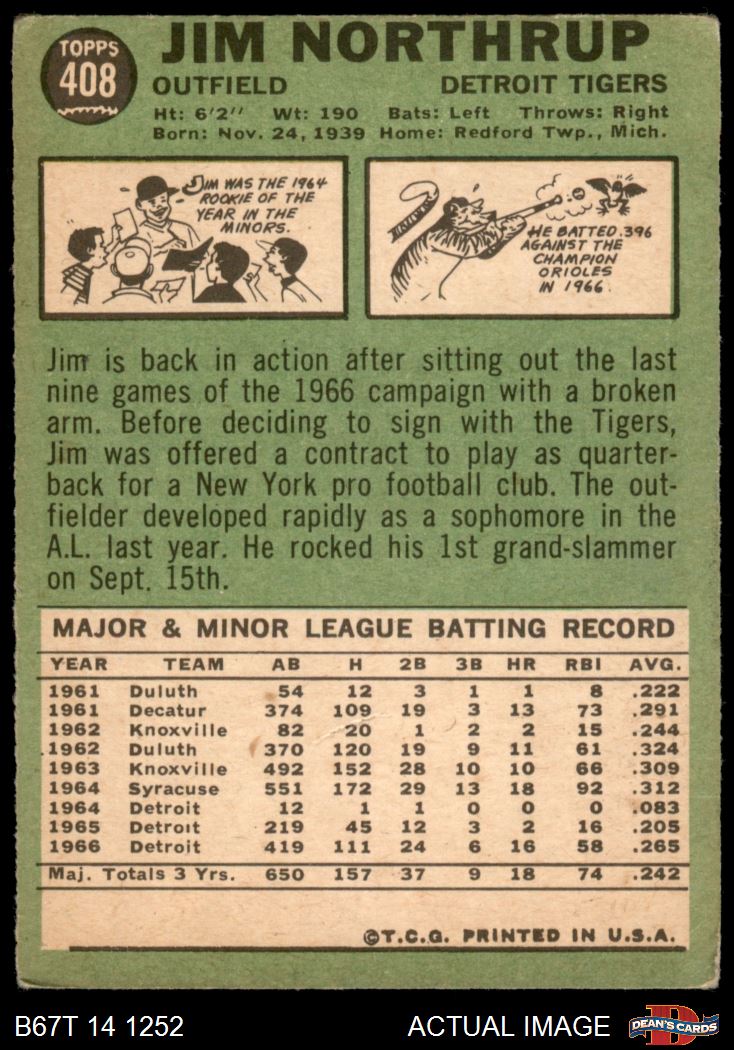 TOPPS
408
JIM NORTHRUP
OUTFIELD DETROIT TIGERS
Ht: 6'2" Wt: 190 Bats: Left Throws: Right
Born: Nov. 24, 1939 Home: Redford Twp., Mich.
JIM WAS THE 1964
ROOKIE OF THE
YEAR IN THE
MINORS.
HE BATTED .396
AGAINST THE
CHAMPION
ORIOLES
IN 1966.
Jim is back in action after sitting out the last
nine games of the 1966 campaign with a broken
arm. Before deciding to sign with the Tigers,
Jim was offered a contract to play as quarter-
back for a New York pro football club. The out-
fielder developed rapidly as a sophomore in the
A.L. last year. He rocked his 1st grand-slammer
on Sept. 15th.
MAJOR & MINOR LEAGUE BATTING RECORD
YEAR TEAM AB H 2B 3B HR RBI AVG.
1961 Duluth 54 12 3 1 1 8 .222
1961 Decatur 374 109 19 3 13 73 .291
1962 Knoxville 82 20 1 2 2 15 .244
1962 Duluth 370 120 19 9 11 61 .324
1963 Knoxville 492 152 28 10 10 66 .309
1964 Syracuse 551 172 29 13 18 92 .312
1964 Detroit 12 1 1 0 0 0 .083
1965 Detroit 219 45 12 3 2 16 .205
1966 Detroit 419 111 24 6 16 58 .265
Maj. Totals 3 Yrs. 650 157 37 9 18 74 .242
©T.C.G. PRINTED IN U.S.A.
B67T 14 1252 ACTUAL IMAGE D DEAN'S CARDS